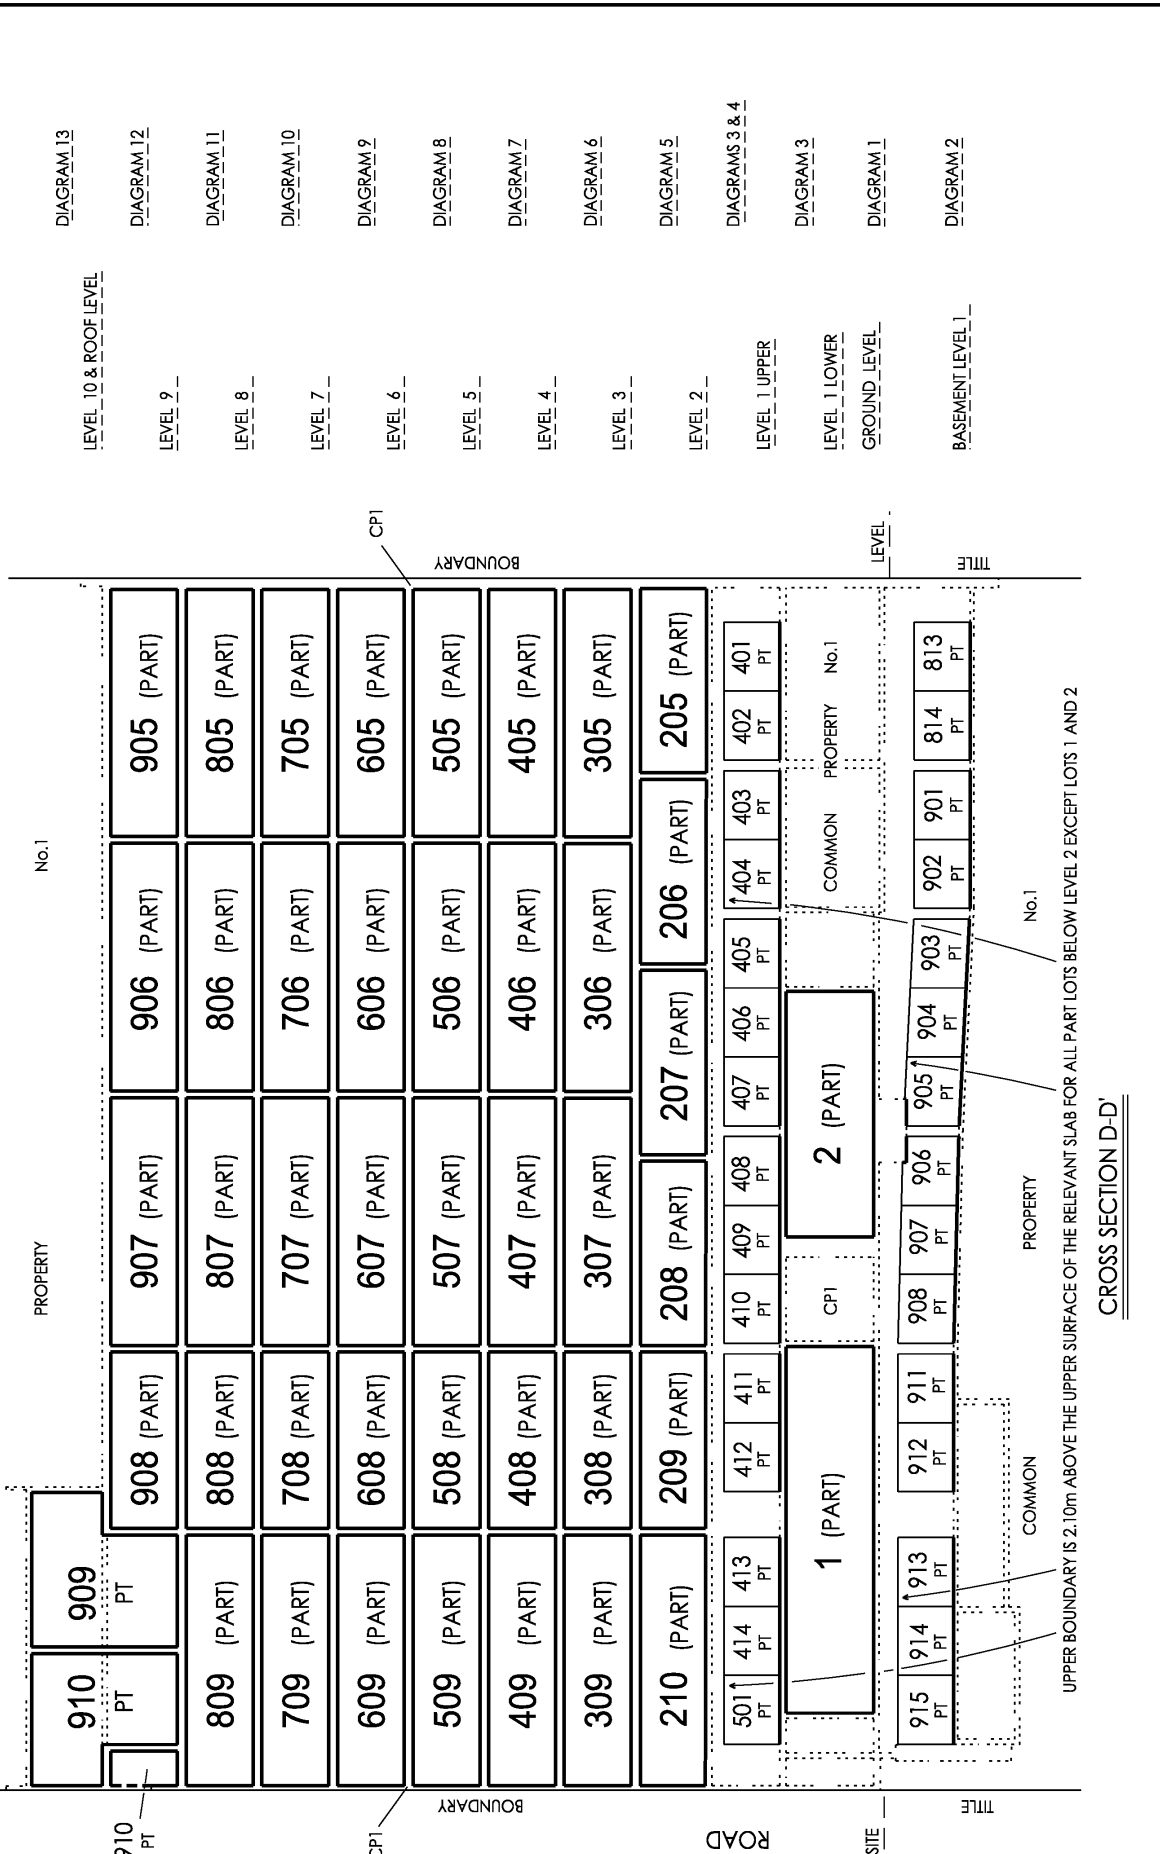 PROPERTY No.1
DIAGRAM 13
LEVEL 10 & ROOF LEVEL
910 PT
909 PT
910 PT
908 (PART) 907 (PART) 906 (PART) 905 (PART)
LEVEL 9 DIAGRAM 12
809 (PART) 808 (PART) 807 (PART) 806 (PART) 805 (PART)
LEVEL 8 DIAGRAM 11
709 (PART) 708 (PART) 707 (PART) 706 (PART) 705 (PART)
LEVEL 7 DIAGRAM 10
CP1
609 (PART) 608 (PART) 607 (PART) 606 (PART) 605 (PART)
CP1
LEVEL 6 DIAGRAM 9
BOUNDARY
509 (PART) 508 (PART) 507 (PART) 506 (PART) 505 (PART)
BOUNDARY
LEVEL 5 DIAGRAM 8
409 (PART) 408 (PART) 407 (PART) 406 (PART) 405 (PART)
LEVEL 4 DIAGRAM 7
309 (PART) 308 (PART) 307 (PART) 306 (PART) 305 (PART)
LEVEL 3 DIAGRAM 6
210 (PART) 209 (PART) 208 (PART) 207 (PART) 206 (PART) 205 (PART)
LEVEL 2 DIAGRAM 5
ROAD
501 414 413 412 411 410 409 408 407 406 405 404 403 402 401
PT PT PT PT PT PT PT PT PT PT PT PT PT PT PT
LEVEL 1 UPPER DIAGRAMS 3 & 4
1 (PART) CP1 2 (PART) COMMON PROPERTY No.1
LEVEL 1 LOWER DIAGRAM 3
GROUND LEVEL DIAGRAM 1
SITE LEVEL
915 914 913 912 911 908 907 906 905 904 903 902 901 814 813
PT PT PT PT PT PT PT PT PT PT PT PT PT PT PT
BASEMENT LEVEL 1 DIAGRAM 2
TITLE
TITLE
COMMON PROPERTY No.1
UPPER BOUNDARY IS 2.10m ABOVE THE UPPER SURFACE OF THE RELEVANT SLAB FOR ALL PART LOTS BELOW LEVEL 2 EXCEPT LOTS 1 AND 2
CROSS SECTION D-D'